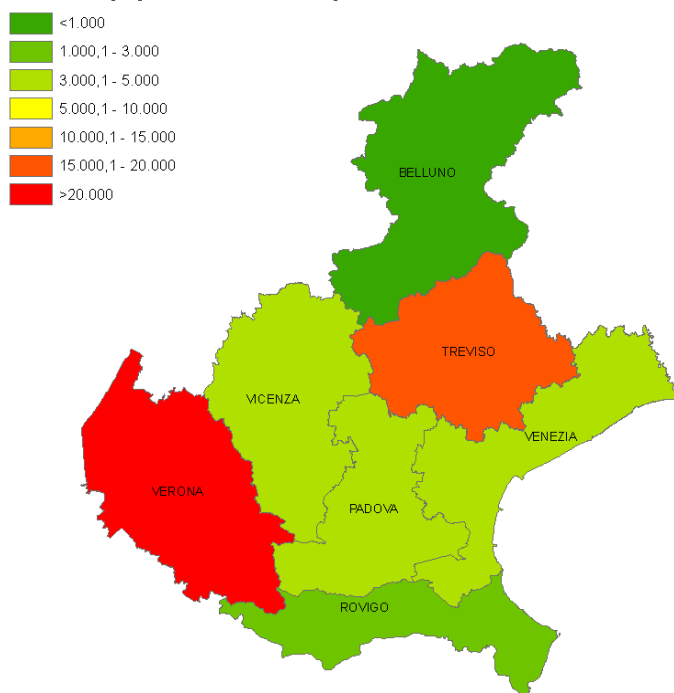 <1.000
1.000,1 - 3.000
3.000,1 - 5.000
5.000,1 - 10.000
10.000,1 - 15.000
15.000,1 - 20.000
>20.000
BELLUNO
TREVISO
VICENZA
VENEZIA
VERONA
PADOVA
ROVIGO